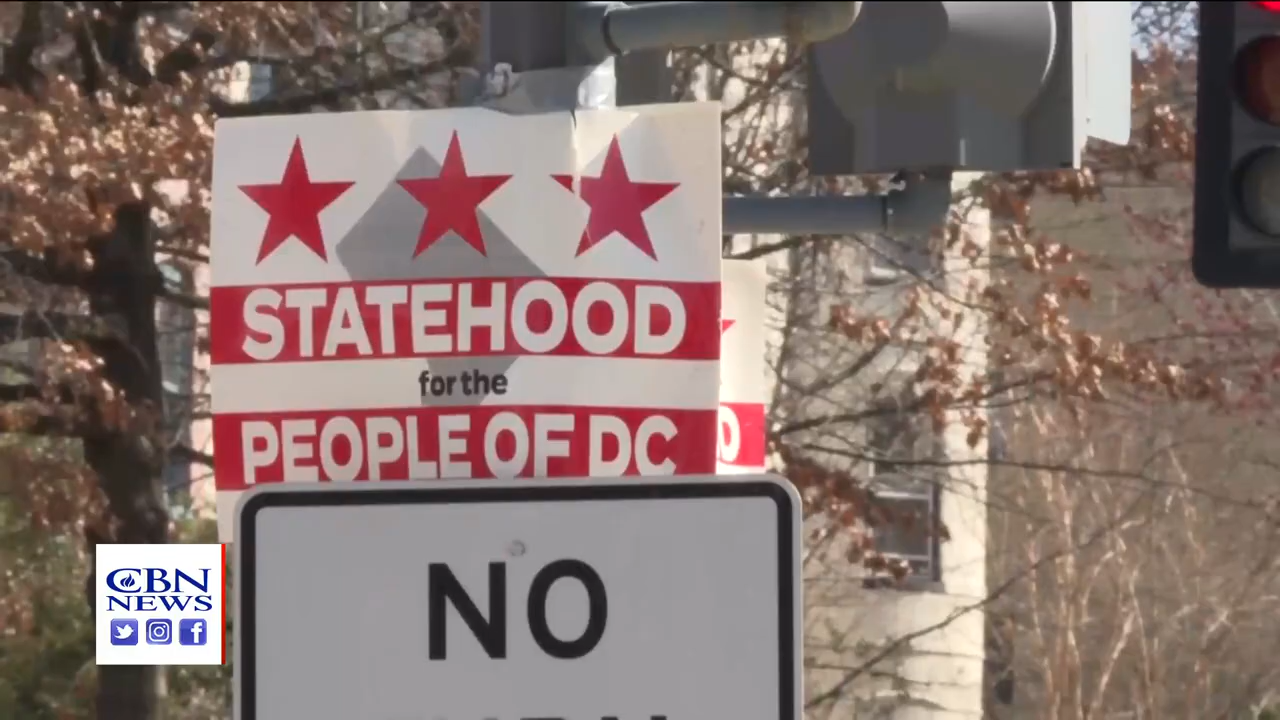 STATEHOOD
for the
PEOPLE OF DC
NO
CBN
NEWS